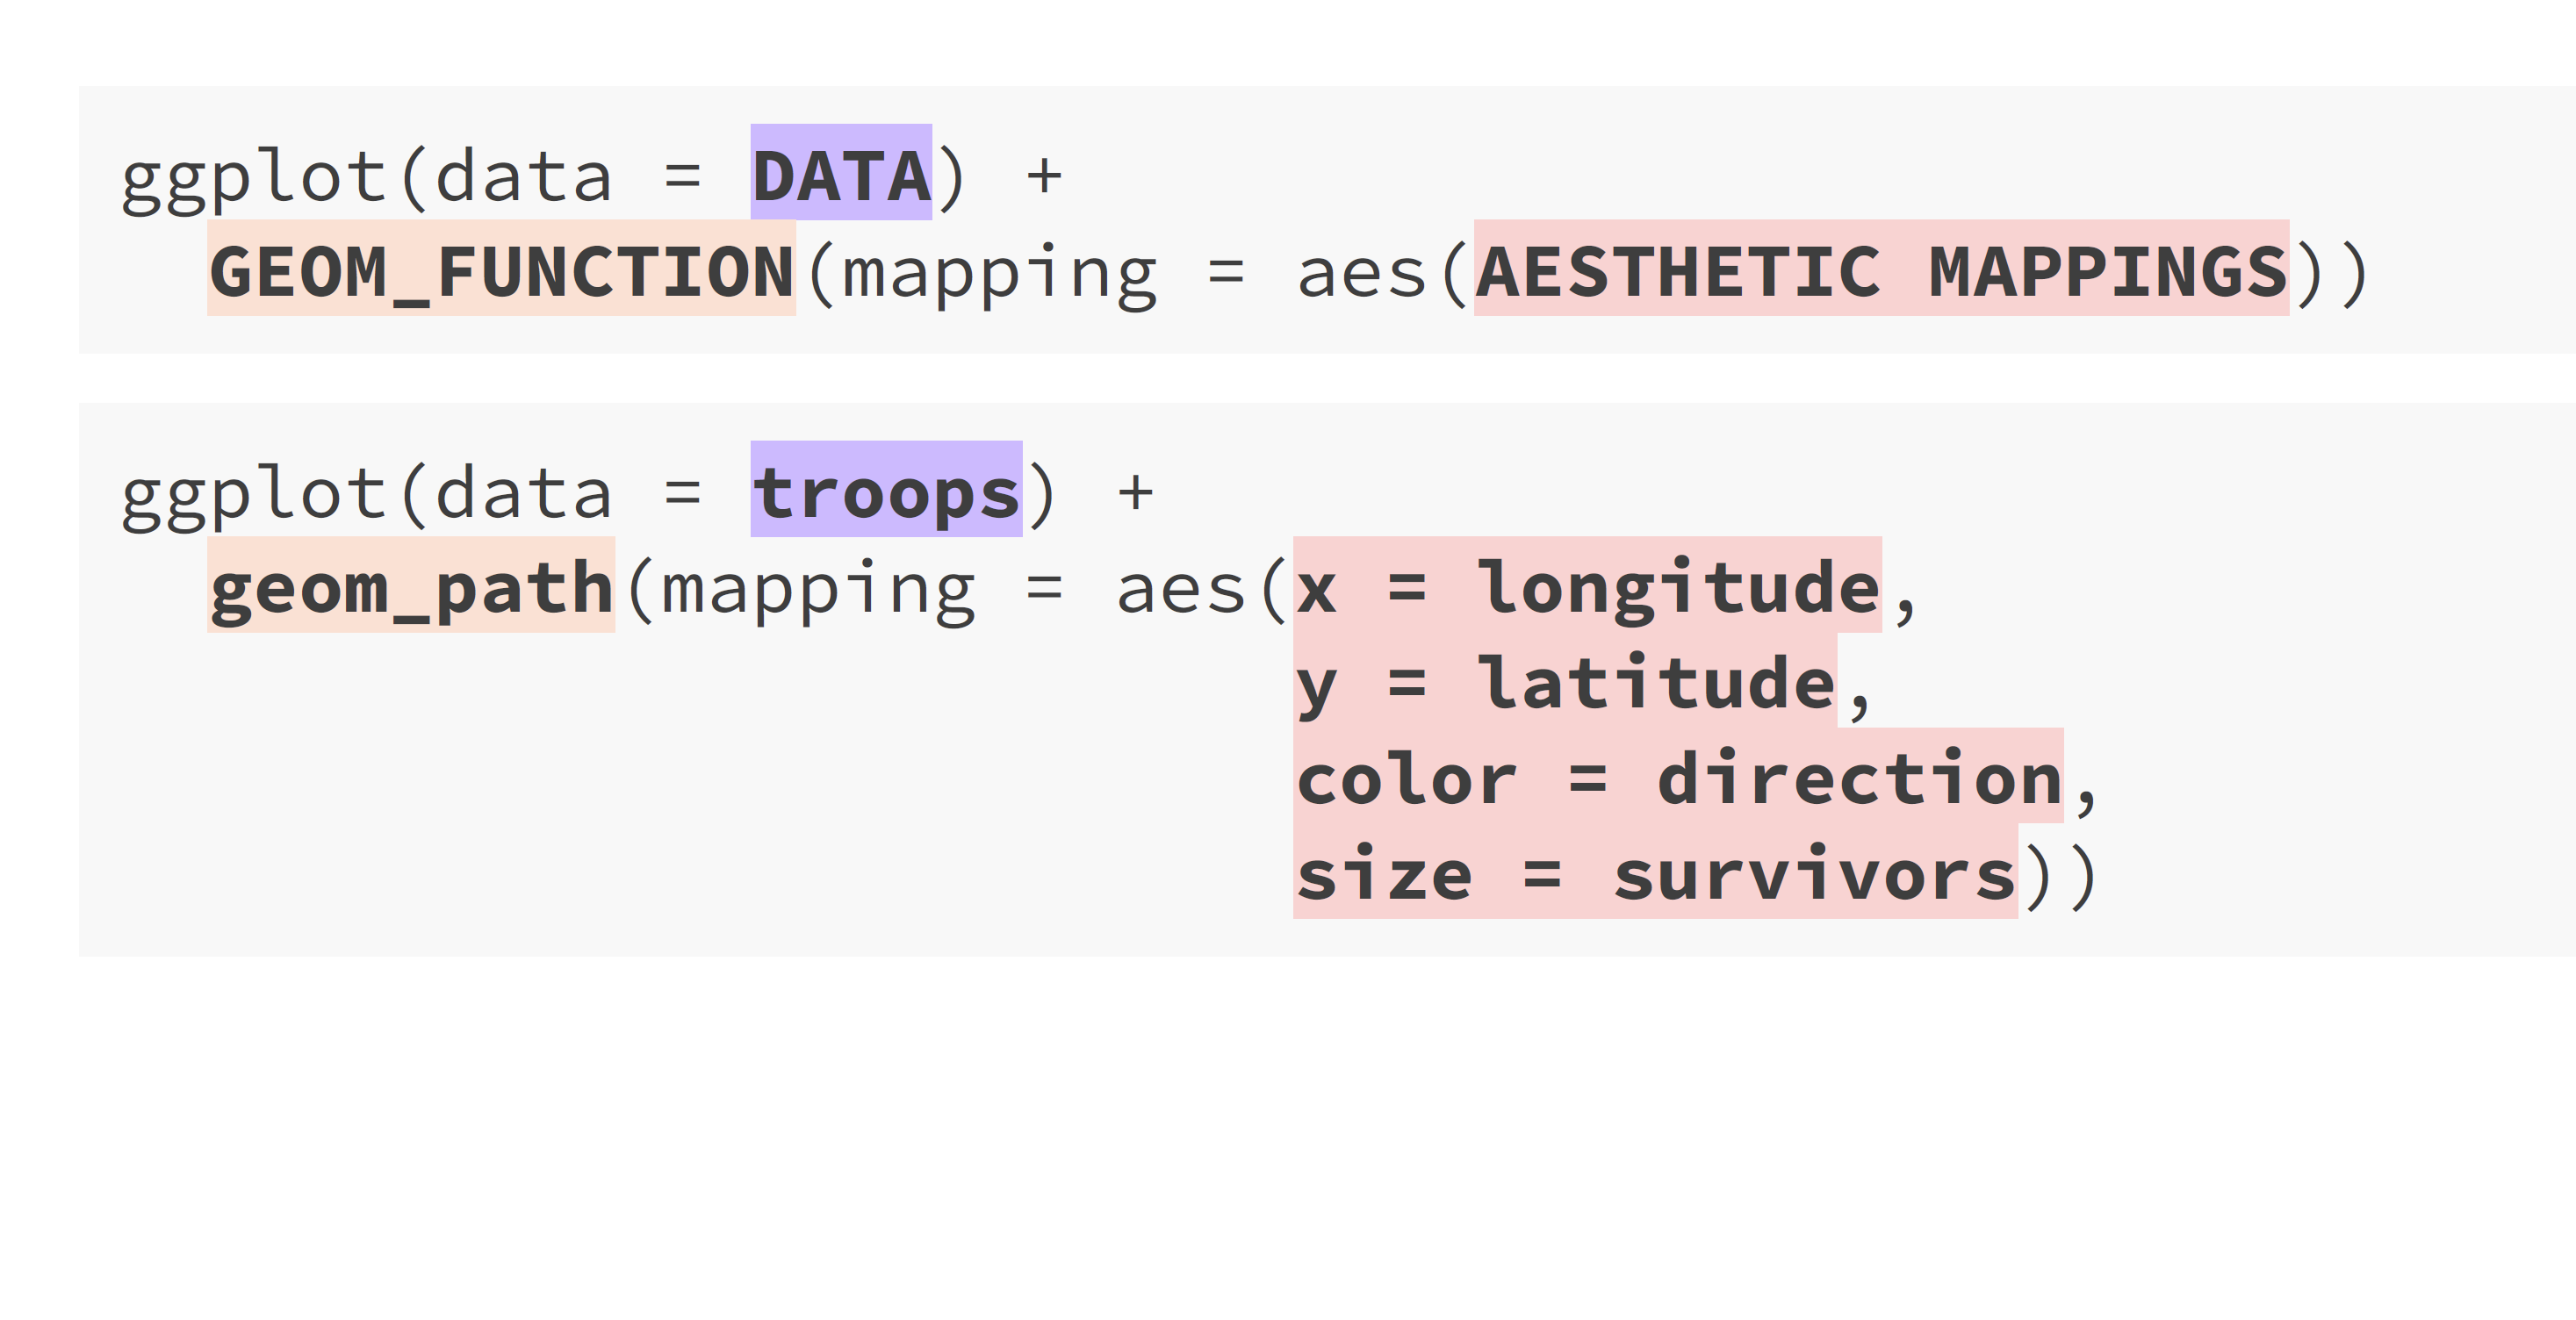 ggplot(data = DATA) +
  GEOM_FUNCTION(mapping = aes(AESTHETIC MAPPINGS))
ggplot(data = troops) +
  geom_path(mapping = aes(x = longitude,
                          y = latitude,
                          color = direction,
                          size = survivors))